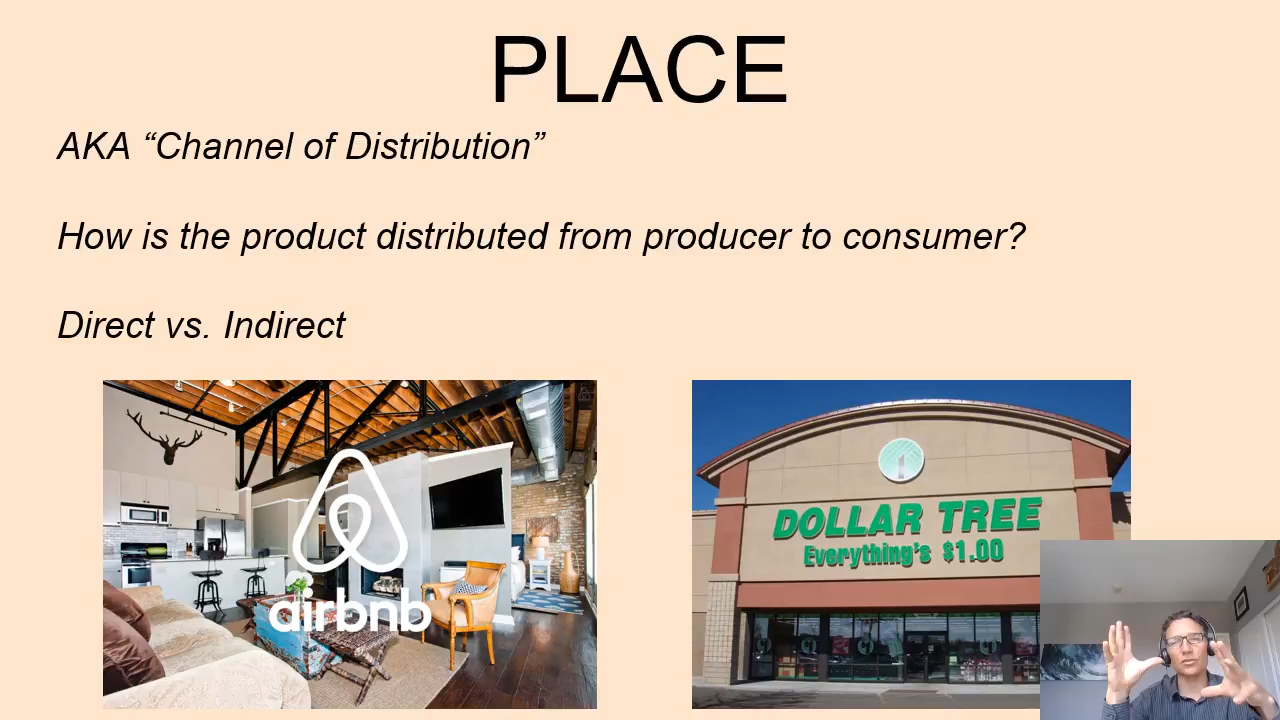 PLACE
AKA “Channel of Distribution”
How is the product distributed from producer to consumer?
Direct vs. Indirect
airbnb
DOLLAR TREE
Everything's $1.00